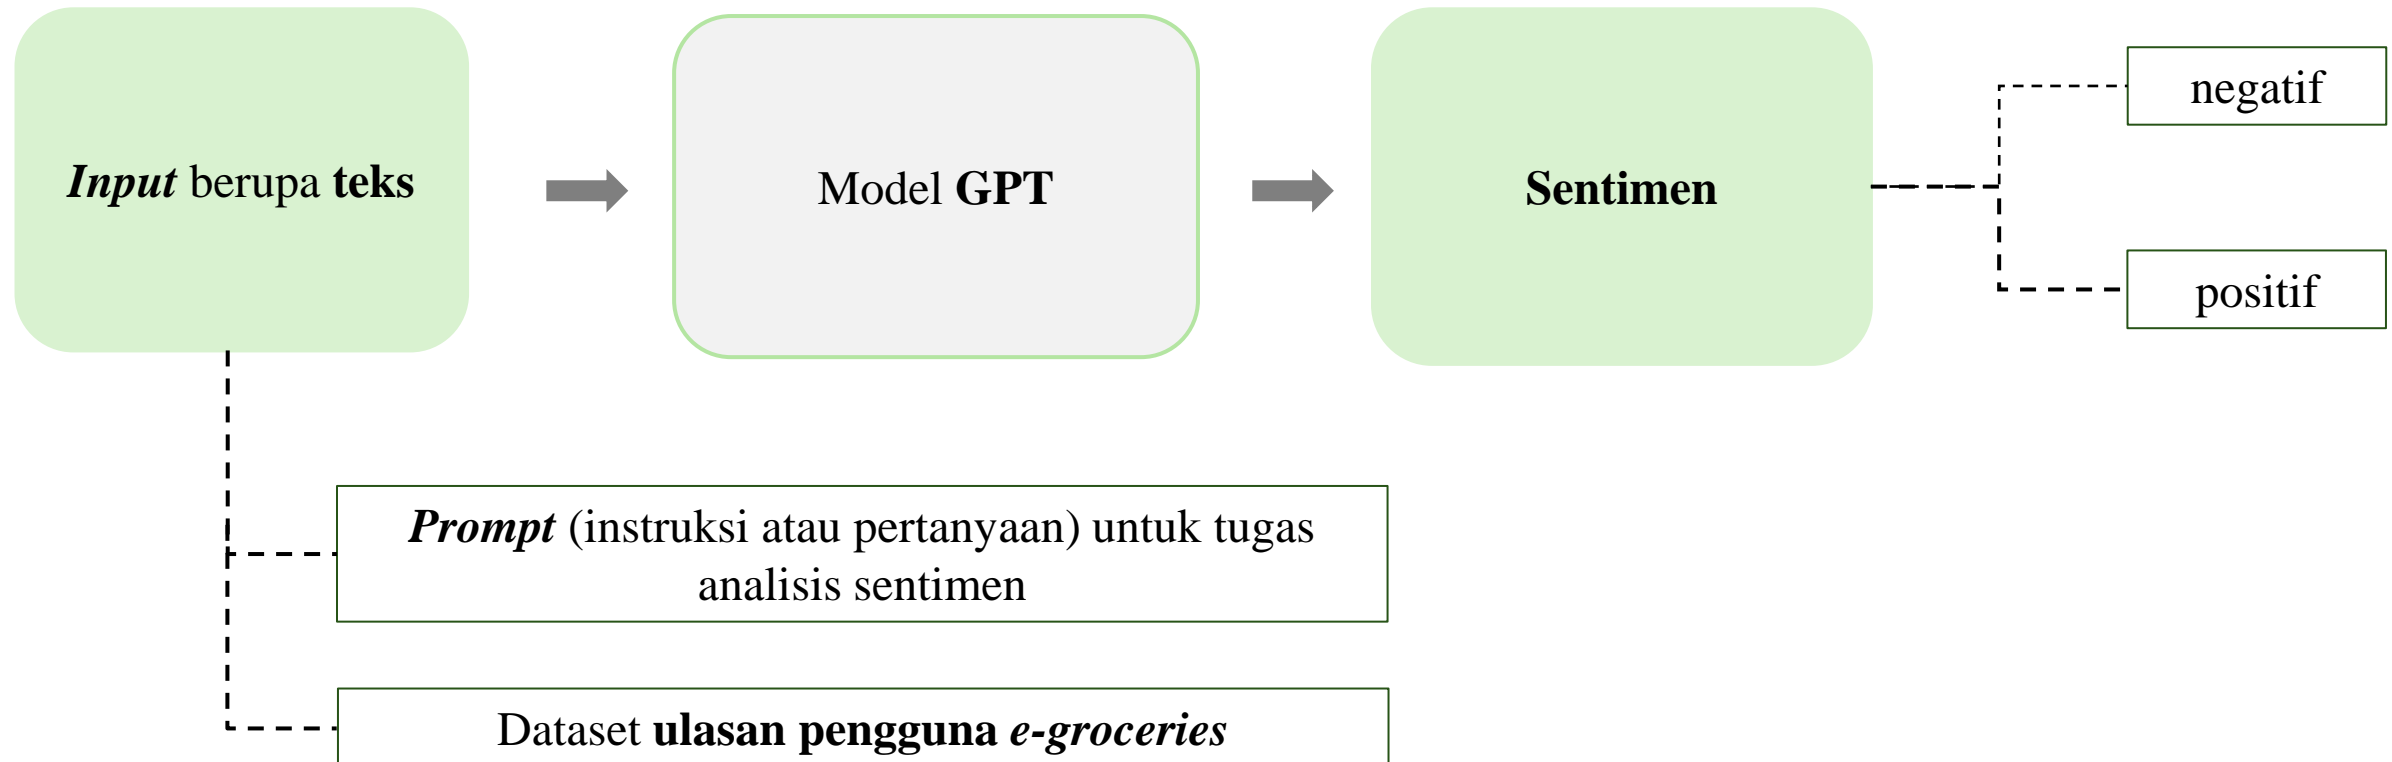 Input berupa teks
Model GPT
Sentimen
negatif
positif
Prompt (instruksi atau pertanyaan) untuk tugas
analisis sentimen
Dataset ulasan pengguna e-groceries